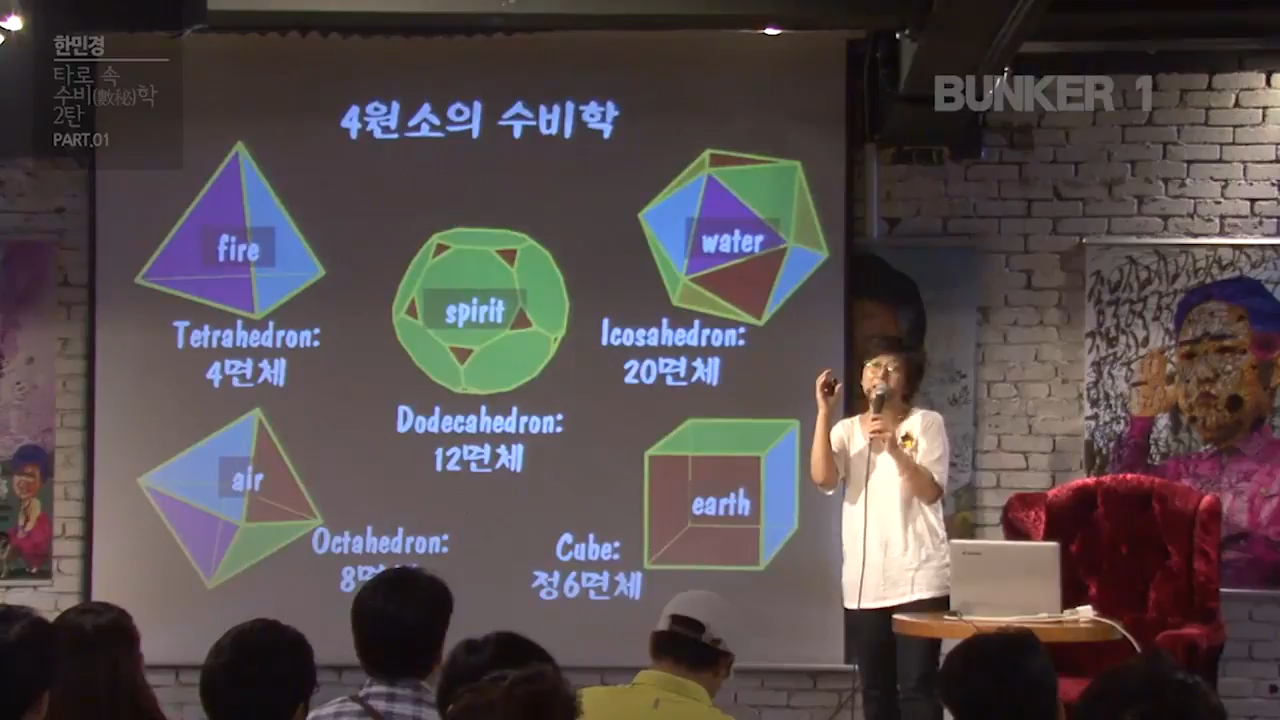 한민경
타로 속
수비(數秘)학
2탄
PART.01
BUNKER 1
4원소의 수비학
fire
water
spirit
Tetrahedron:
4면체
Icosahedron:
20면체
Dodecahedron:
12면체
air
earth
Octahedron:
Cube:
정6면체